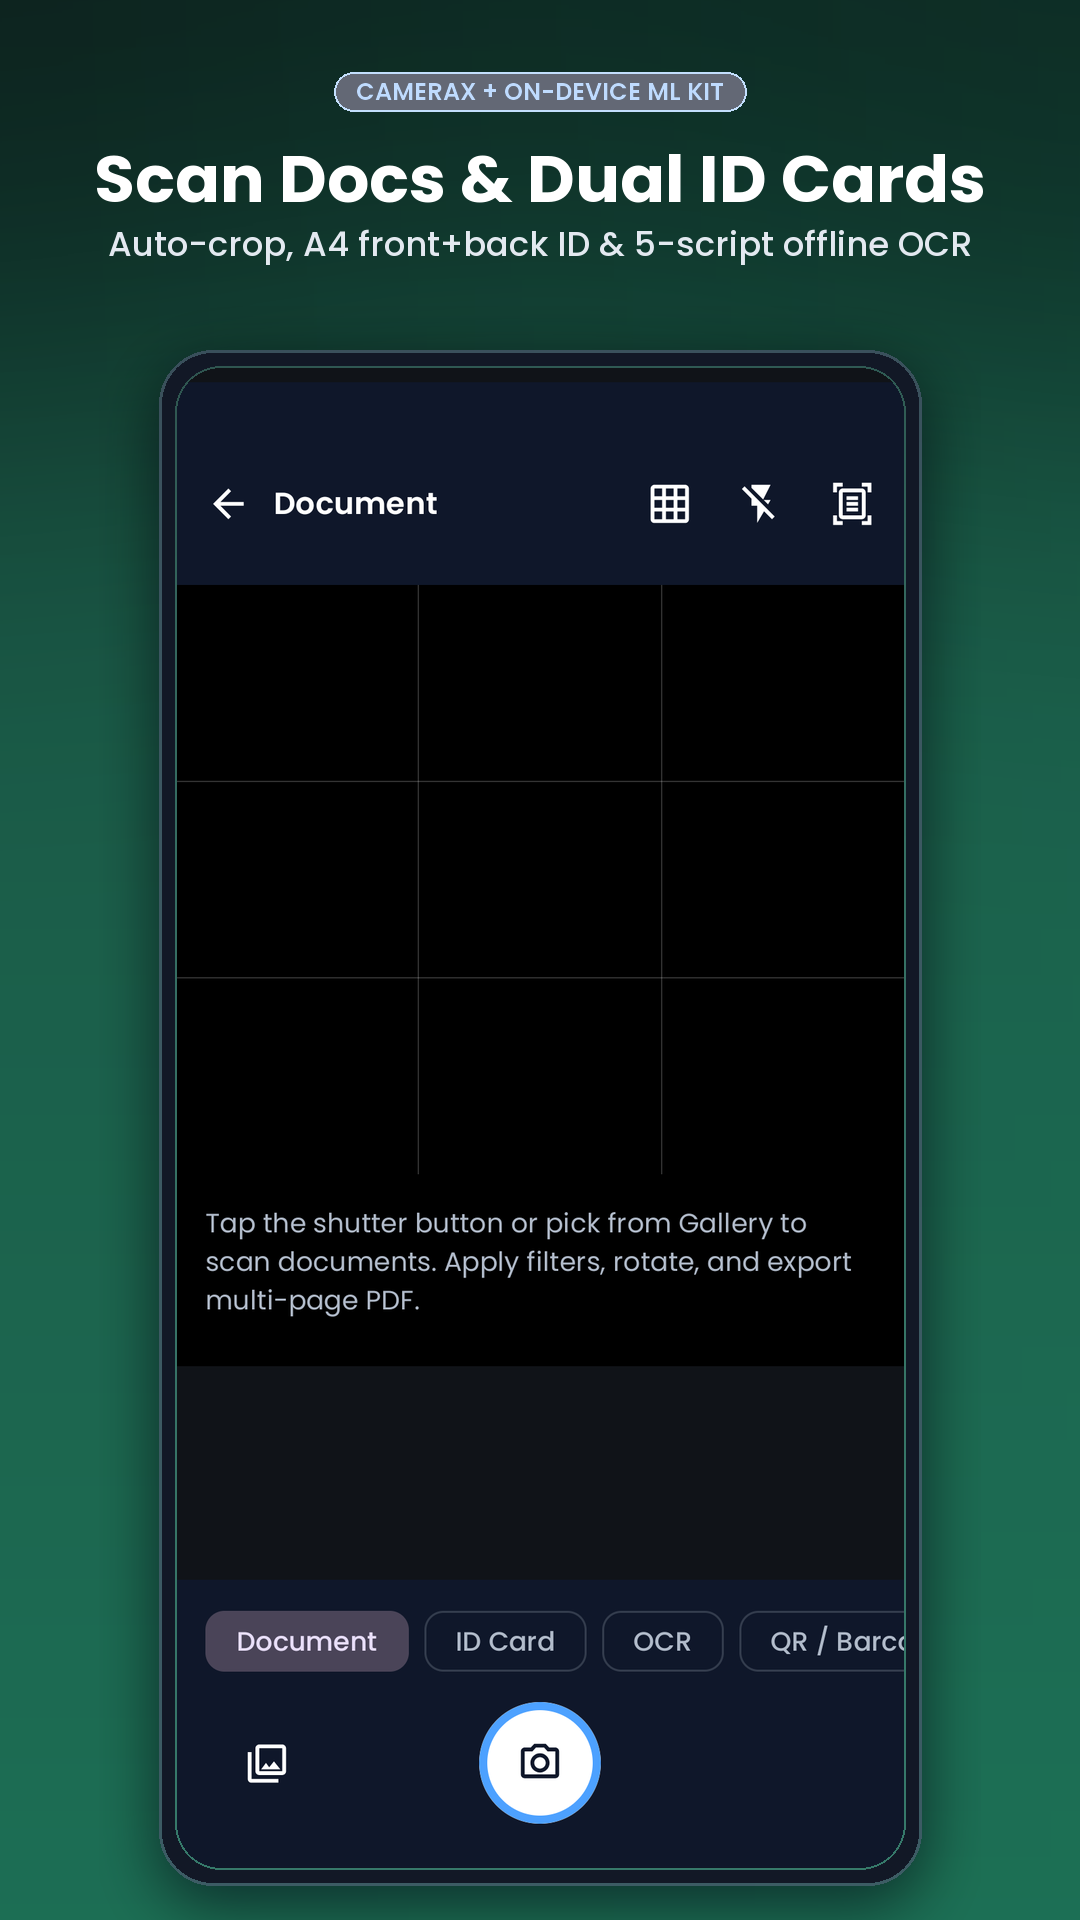 CAMERAX + ON-DEVICE ML KIT
Scan Docs & Dual ID Cards
Auto-crop, A4 front+back ID & 5-script offline OCR
Document
Tap the shutter button or pick from Gallery to
scan documents. Apply filters, rotate, and export
multi-page PDF.
Document
ID Card
OCR
QR / Barc